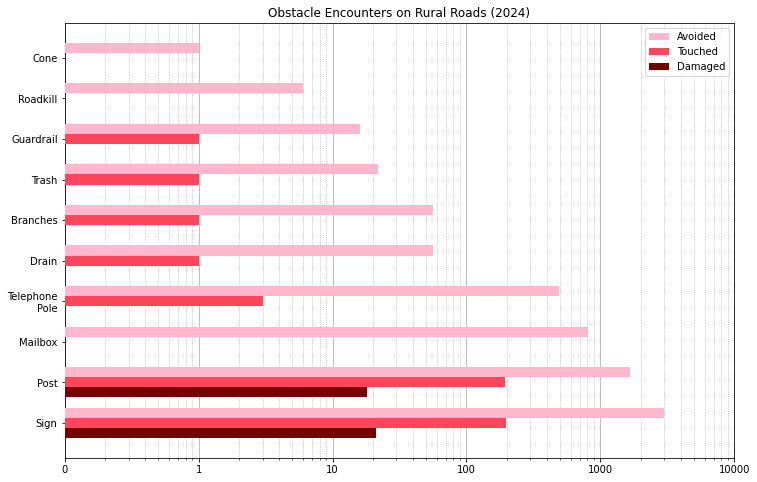 Obstacle Encounters on Rural Roads (2024)
Avoided
Touched
Damaged
Cone
Roadkill
Guardrail
Trash
Branches
Drain
Telephone
Pole
Mailbox
Post
Sign
0 1 10 100 1000 10000